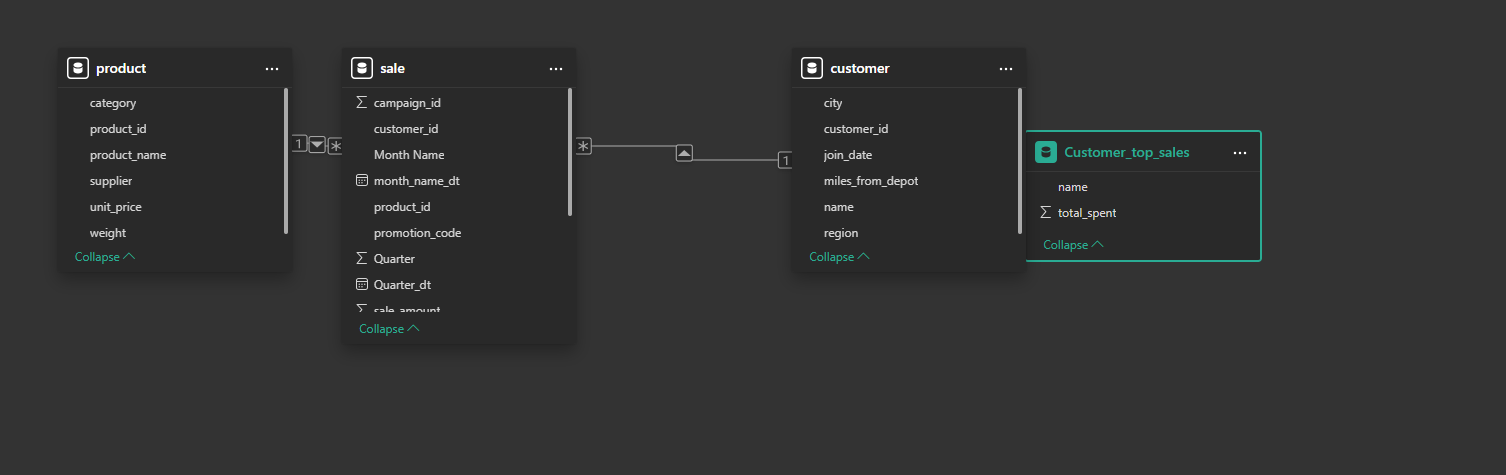 product
category
product_id
product_name
supplier
unit_price
weight
Collapse
1
*
sale
campaign_id
customer_id
Month Name
month_name_dt
product_id
promotion_code
Quarter
Quarter_dt
sale_amount
Collapse
*
1
customer
city
customer_id
join_date
miles_from_depot
name
region
Collapse
Customer_top_sales
name
total_spent
Collapse